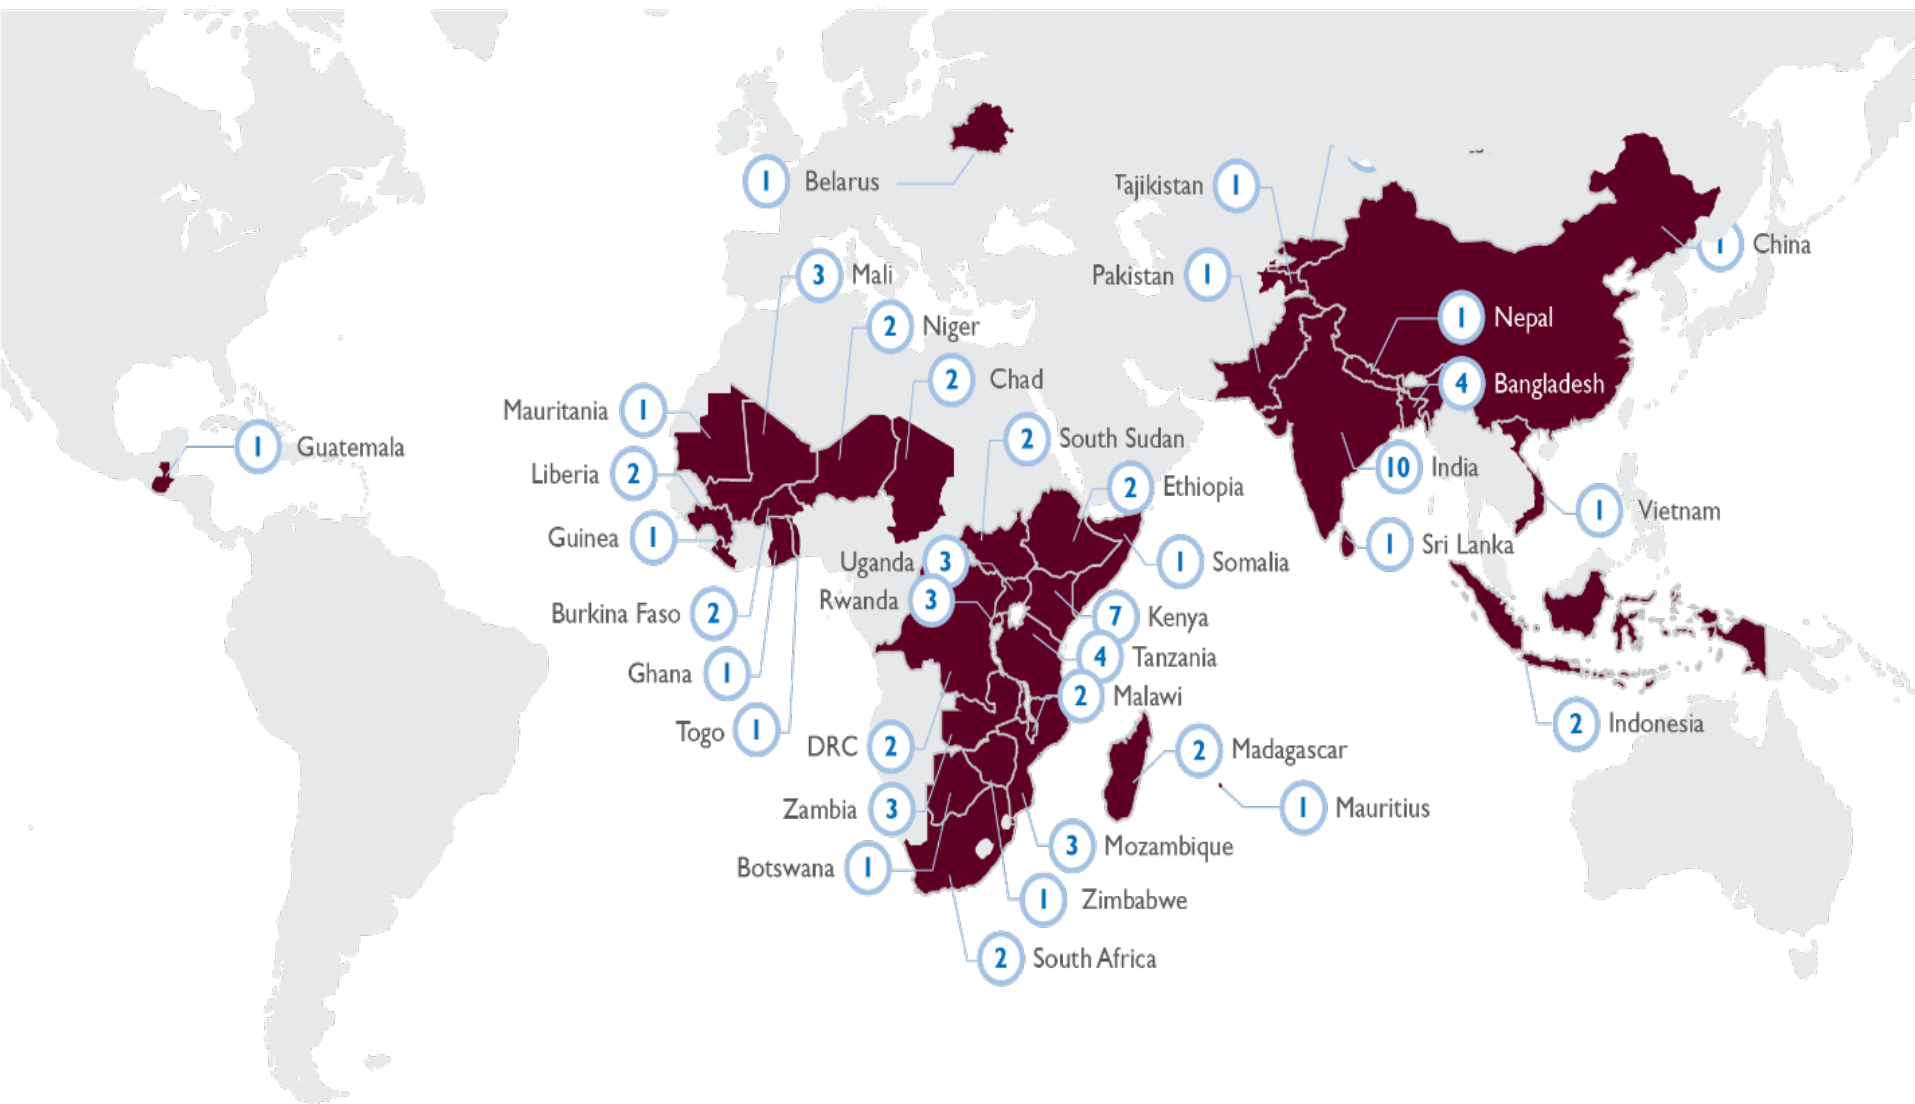 1 Belarus
Tajikistan 1
1 China
Pakistan 1
3 Mali
1 Nepal
2 Niger
4 Bangladesh
2 Chad
Mauritania 1
1 Guatemala
2 South Sudan
Liberia 2
10 India
2 Ethiopia
1 Vietnam
Guinea 1
1 Sri Lanka
Uganda 3
1 Somalia
Rwanda 3
Burkina Faso 2
7 Kenya
4 Tanzania
Ghana 1
2 Malawi
Togo 1
DRC 2
2 Madagascar
2 Indonesia
Zambia 3
1 Mauritius
3 Mozambique
Botswana 1
1 Zimbabwe
2 South Africa